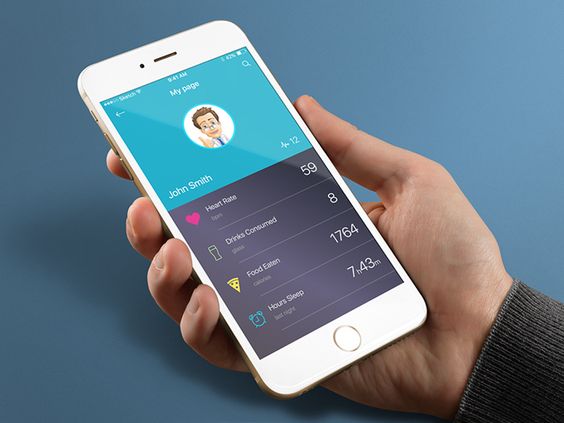 Sketch
9:41 AM
42%
My page
12
John Smith
Heart Rate
bpm
59
Drinks Consumed
glass
8
Food Eaten
calories
1764
Hours Sleep
last night
7h43m